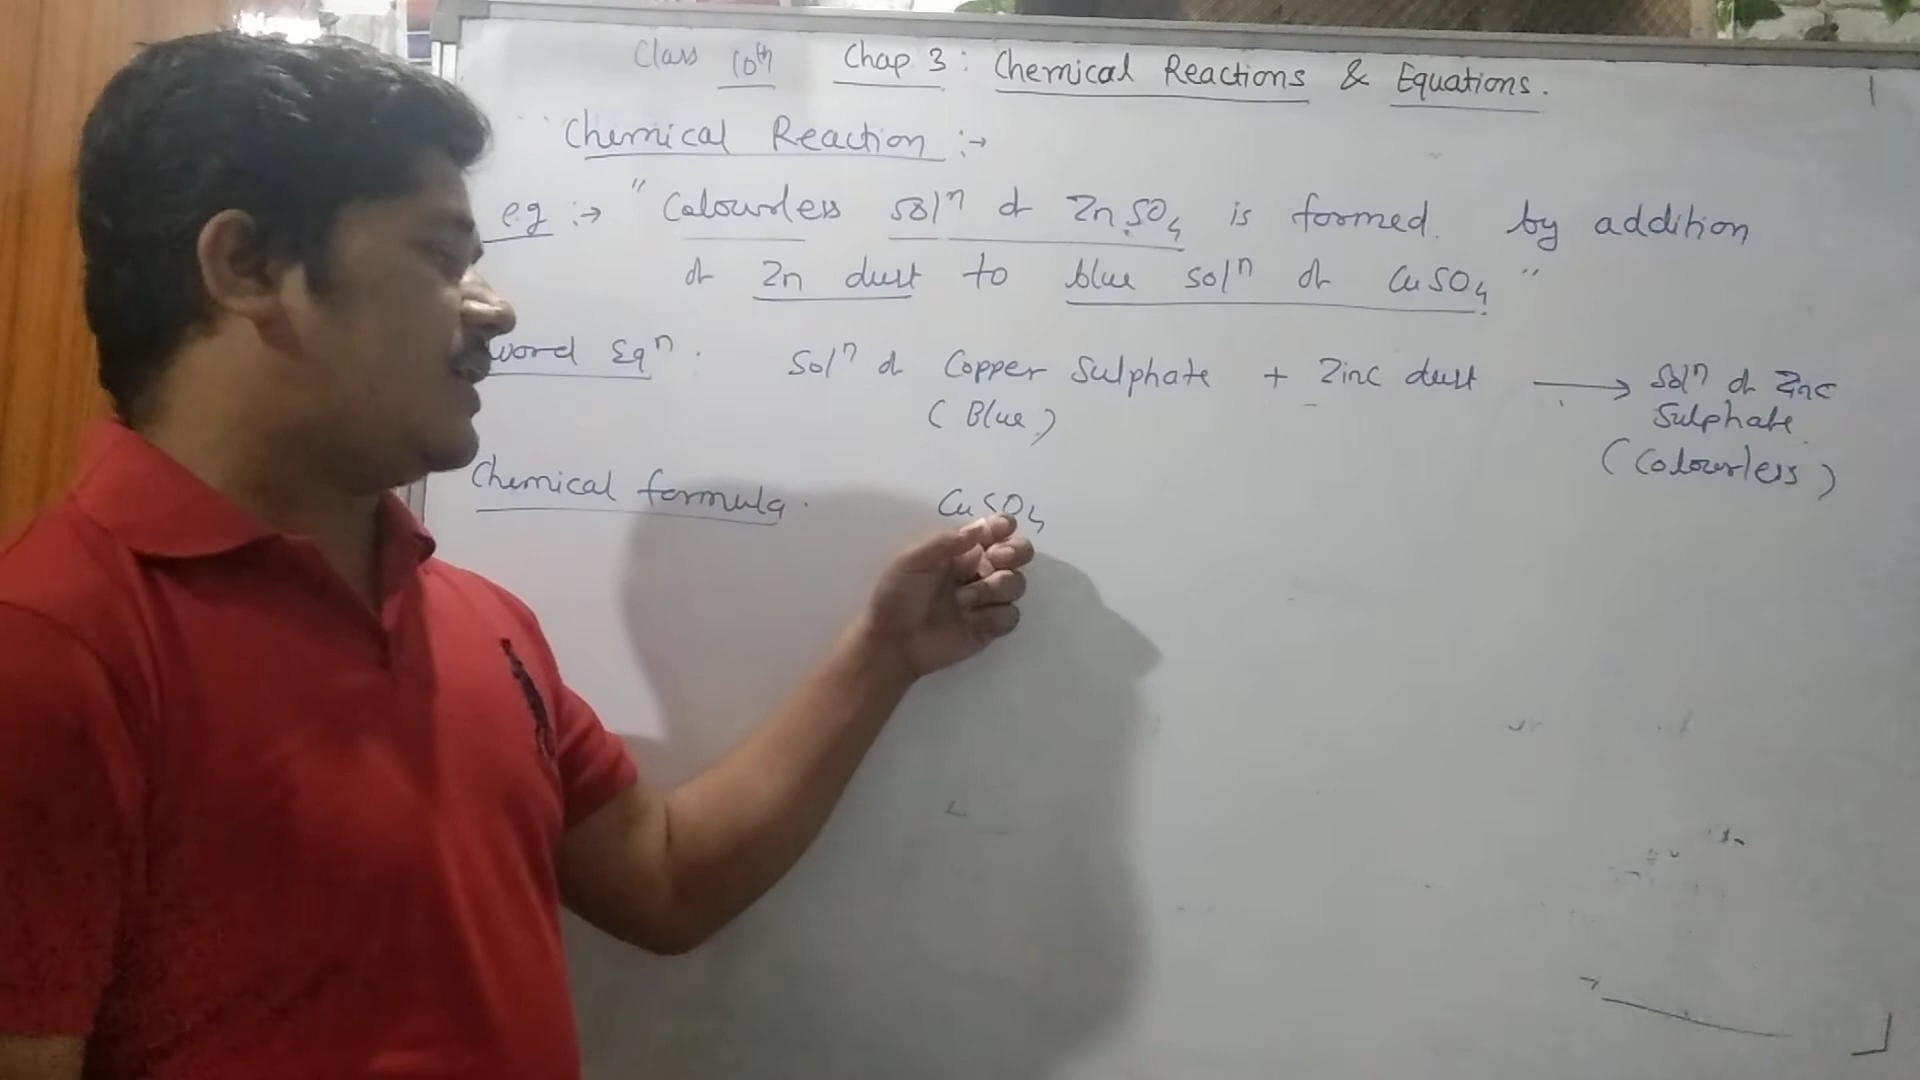 Class 10th Chap 3: Chemical Reactions & Equations. 1
Chemical Reaction :→
e.g :→ "Colourless solⁿ of ZnSO₄ is formed by addition
of Zn dust to blue solⁿ of CuSO₄"
word Eqⁿ. Solⁿ of Copper Sulphate + Zinc dust → Solⁿ of Zinc
Sulphate.
(Blue) (Colourless)
Chemical formula. CuSO₄